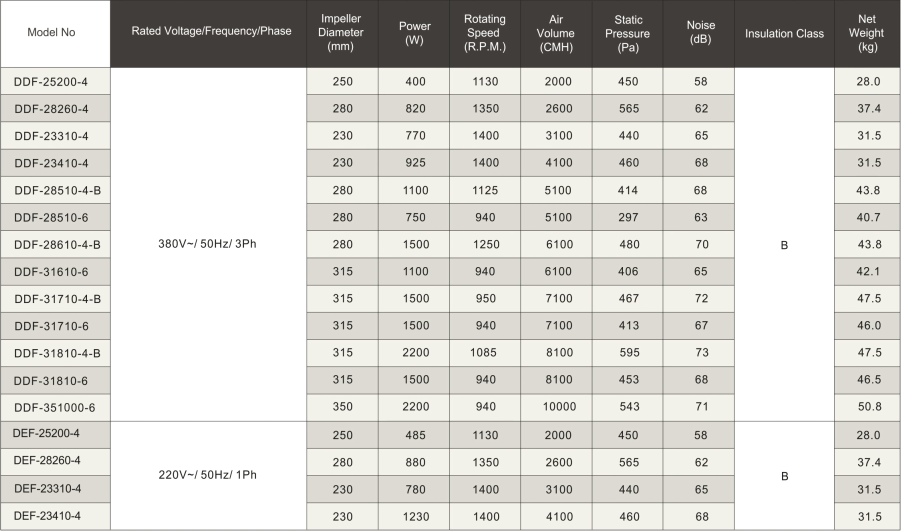 Model No Rated Voltage/Frequency/Phase Impeller Diameter (mm) Power (W) Rotating Speed (R.P.M.) Air Volume (CMH) Static Pressure (Pa) Noise (dB) Insulation Class Net Weight (kg)
DDF-25200-4 250 400 1130 2000 450 58 28.0
DDF-28260-4 280 820 1350 2600 565 62 37.4
DDF-23310-4 230 770 1400 3100 440 65 31.5
DDF-23410-4 230 925 1400 4100 460 68 31.5
DDF-28510-4-B 280 1100 1125 5100 414 68 43.8
DDF-28510-6 280 750 940 5100 297 63 40.7
DDF-28610-4-B 380V~/ 50Hz/ 3Ph 280 1500 1250 6100 480 70 B 43.8
DDF-31610-6 315 1100 940 6100 406 65 42.1
DDF-31710-4-B 315 1500 950 7100 467 72 47.5
DDF-31710-6 315 1500 940 7100 413 67 46.0
DDF-31810-4-B 315 2200 1085 8100 595 73 47.5
DDF-31810-6 315 1500 940 8100 453 68 46.5
DDF-351000-6 350 2200 940 10000 543 71 50.8
DEF-25200-4 250 485 1130 2000 450 58 28.0
DEF-28260-4 220V~/ 50Hz/ 1Ph 280 880 1350 2600 565 62 B 37.4
DEF-23310-4 230 780 1400 3100 440 65 31.5
DEF-23410-4 230 1230 1400 4100 460 68 31.5